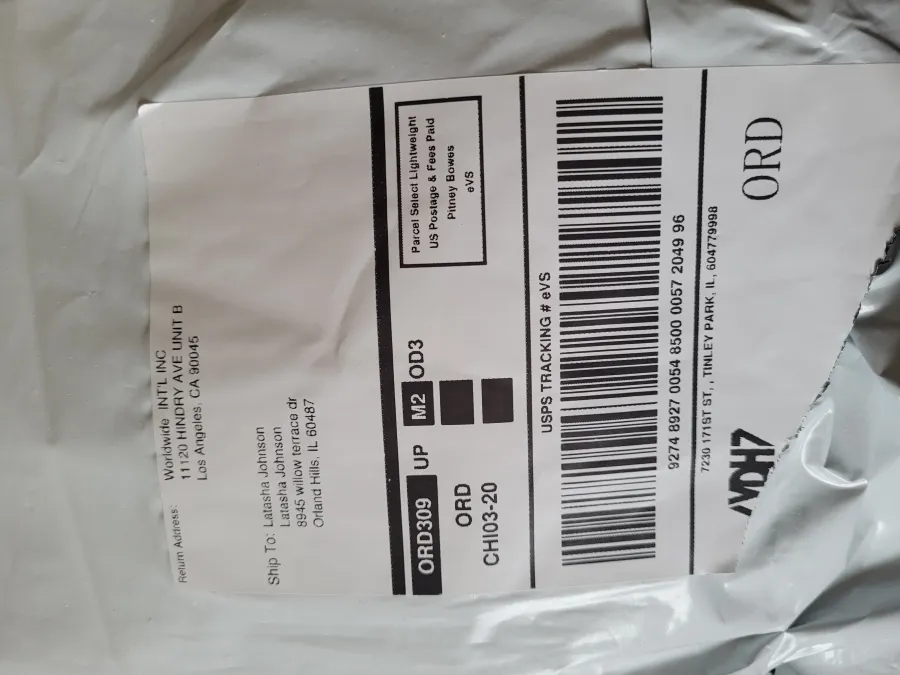 Return Address: Worldwide INT'L INC
11120 HINDRY AVE UNIT B
Los Angeles, CA 90045
Ship To: Latasha Johnson
Latasha Johnson
8945 willow terrace dr
Orland Hills, IL 60487
ORD309 UP M2 OD3
ORD
CHI03-20
Parcel Select Lightweight
US Postage & Fees Paid
Pitney Bowes
eVS
USPS TRACKING # eVS
9274 8927 0054 8500 0057 2049 96
7230 171ST ST, , TINLEY PARK, IL, 604779998
ORD